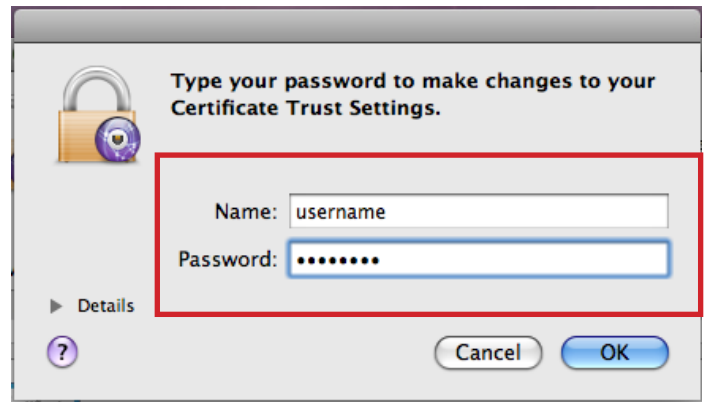 Type your password to make changes to your
Certificate Trust Settings.
Name: username
Password: ••••••••
Details
?
Cancel OK